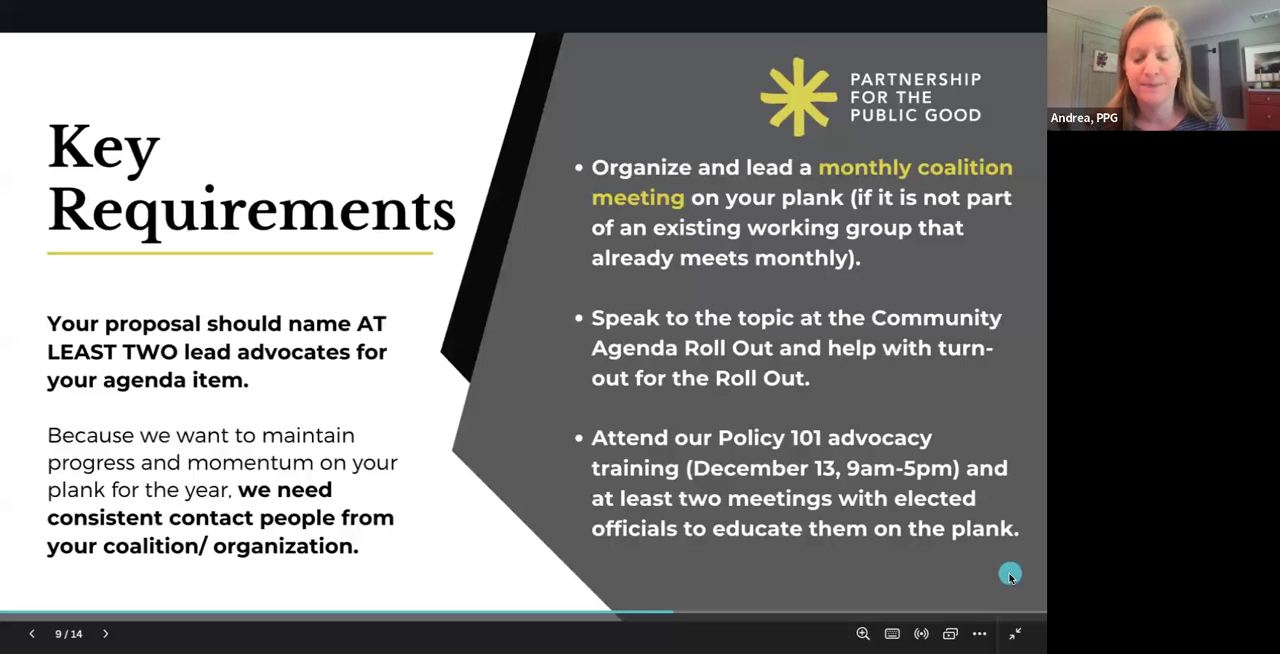 Key
Requirements
Your proposal should name AT
LEAST TWO lead advocates for
your agenda item.
Because we want to maintain
progress and momentum on your
plank for the year, we need
consistent contact people from
your coalition/ organization.
PARTNERSHIP
FOR THE
PUBLIC GOOD
• Organize and lead a monthly coalition
meeting on your plank (if it is not part
of an existing working group that
already meets monthly).
• Speak to the topic at the Community
Agenda Roll Out and help with turn-
out for the Roll Out.
• Attend our Policy 101 advocacy
training (December 13, 9am-5pm) and
at least two meetings with elected
officials to educate them on the plank.
Andrea, PPG
9 / 14